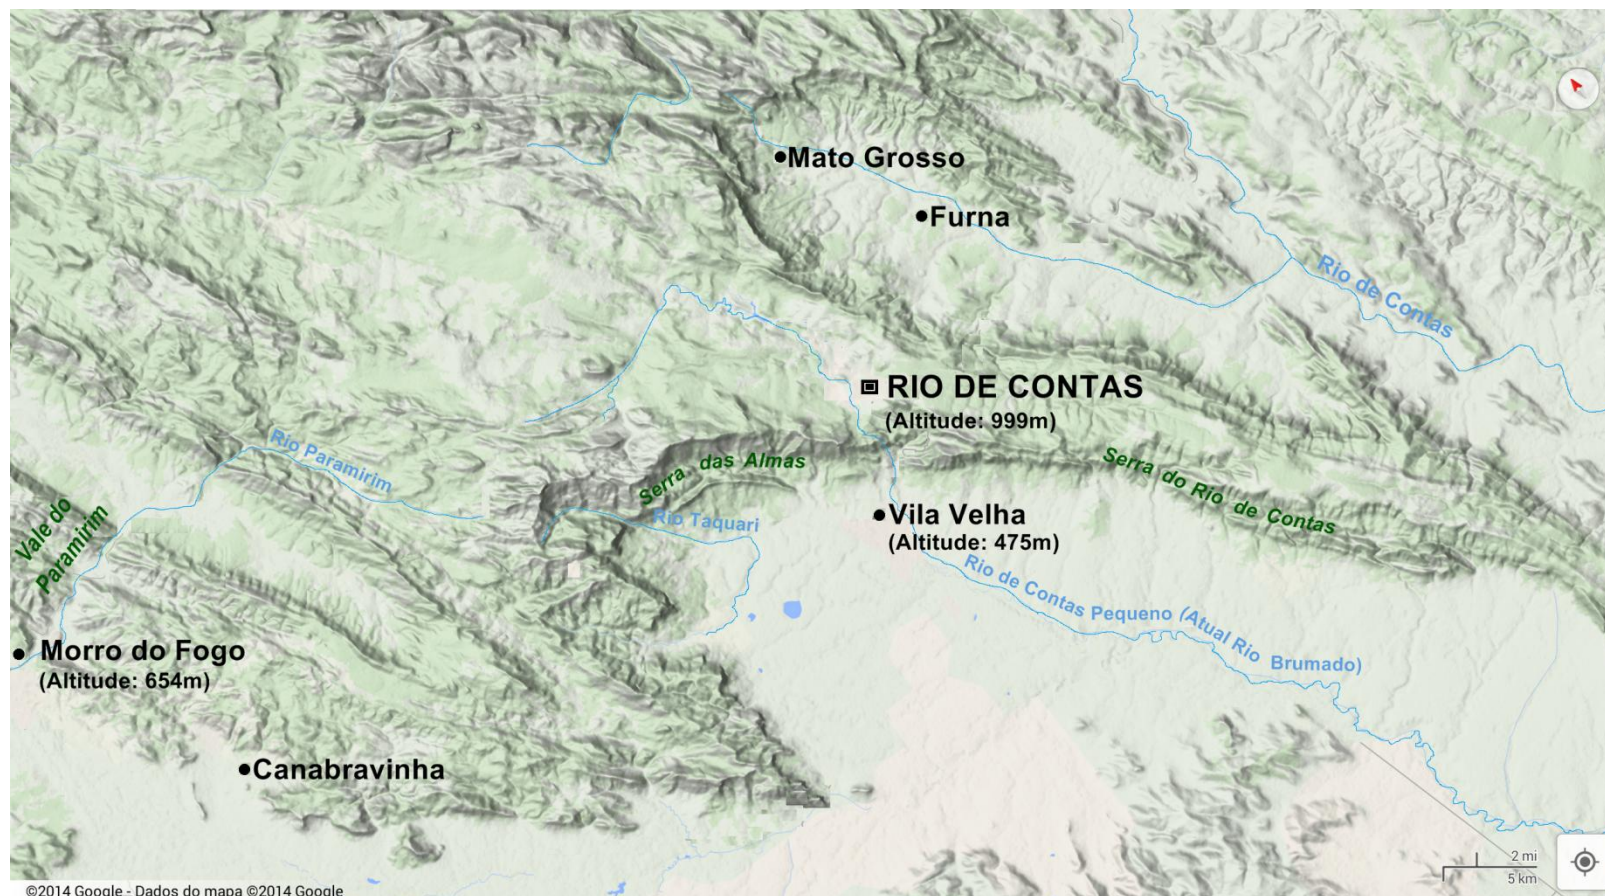 Mato Grosso
Furna
Rio de Contas
RIO DE CONTAS
(Altitude: 999m)
Rio Paramirim
Serra das Almas
Serra do Rio de Contas
Vale do
Paramirim
Rio Taquari
Vila Velha
(Altitude: 475m)
Rio de Contas Pequeno (Atual Rio Brumado)
Morro do Fogo
(Altitude: 654m)
Canabravinha
2 mi
5 km
©2014 Google - Dados do mapa ©2014 Google